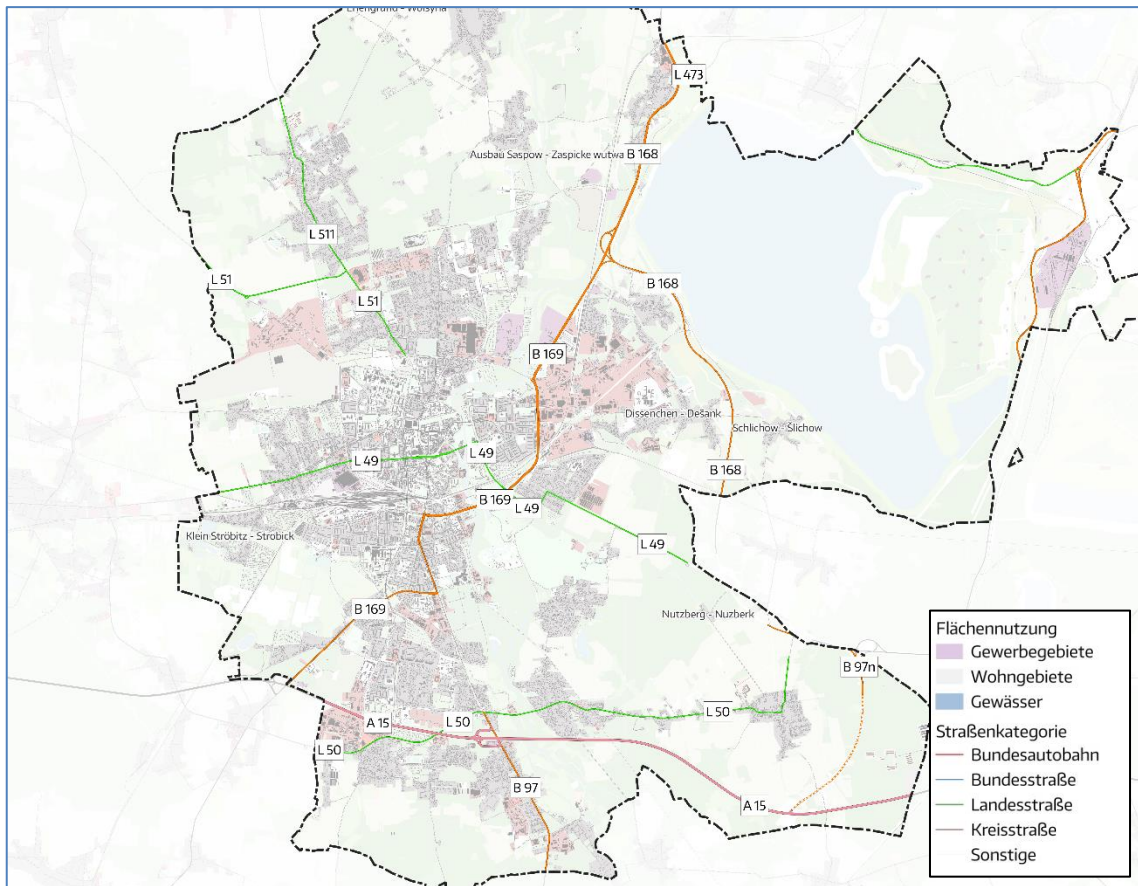 Erlengrund - Wolšyna
L 473
Ausbau Saspow - Zaspicke wutwa
B 168
L 511
L 51
B 168
L 51
B 169
Dissenchen - Dešank
Schlichow - Šlichow
L 49
L 49
B 168
B 169
L 49
Klein Ströbitz - Strobick
L 49
B 169
Nutzberg - Nuzberk
B 97n
L 50
A 15
L 50
L 50
B 97
A 15
Flächennutzung
Gewerbegebiete
Wohngebiete
Gewässer
Straßenkategorie
Bundesautobahn
Bundesstraße
Landesstraße
Kreisstraße
Sonstige